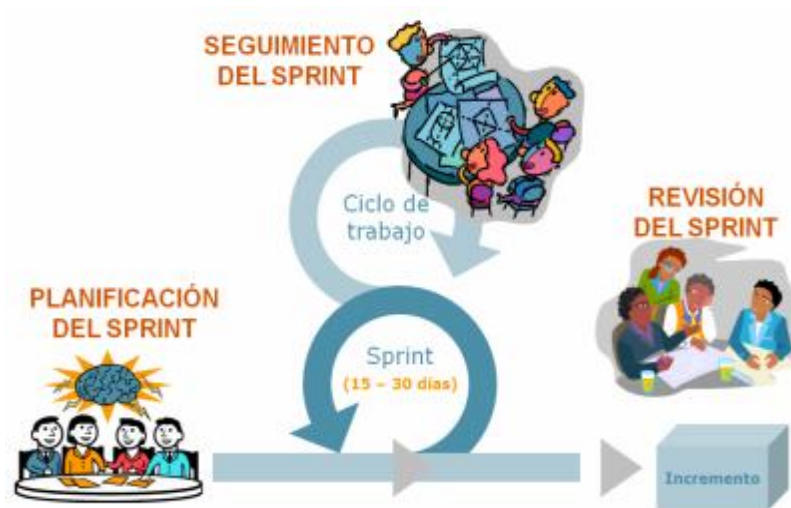 SEGUIMIENTO
DEL SPRINT
Ciclo de
trabajo
REVISIÓN
DEL SPRINT
PLANIFICACIÓN
DEL SPRINT
Sprint
(15 – 30 días)
Incremento